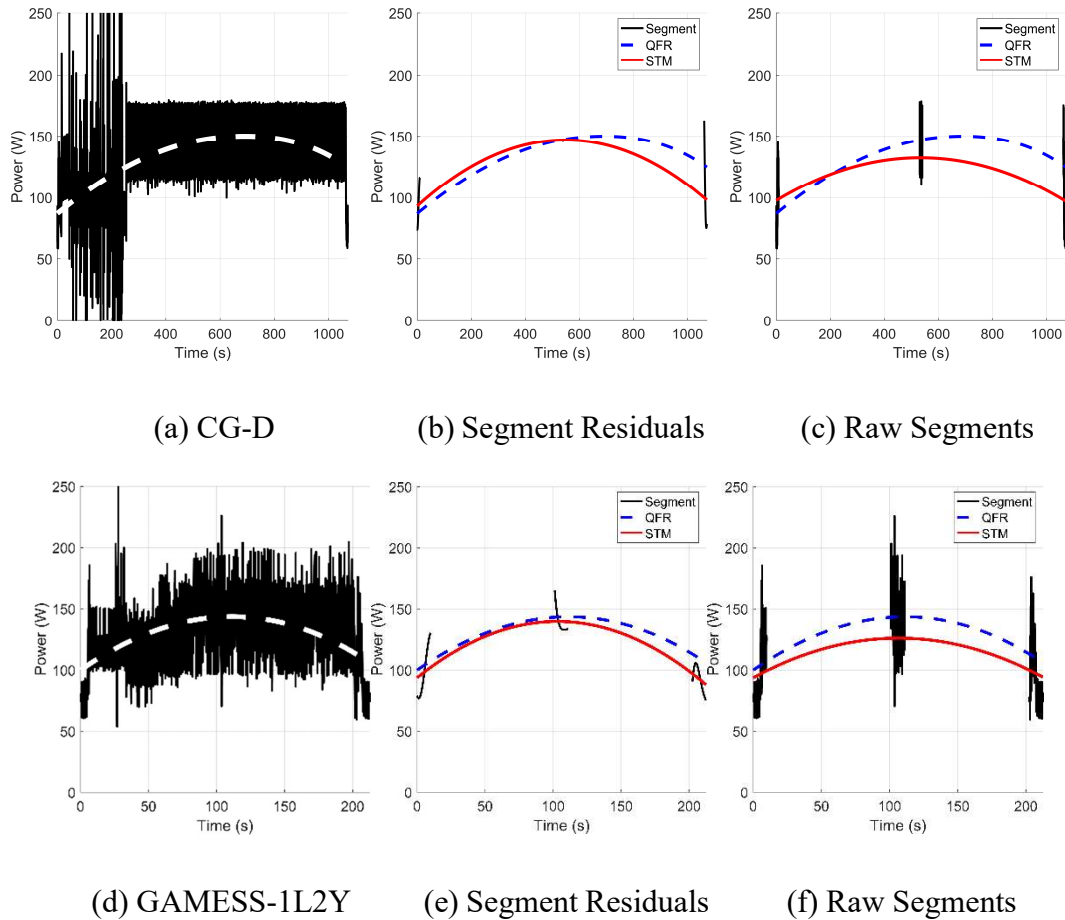 250
200
150
100
50
0
Power (W)
0 200 400 600 800 1000
Time (s)
(a) CG-D
250
200
150
100
50
0
Power (W)
0 200 400 600 800 1000
Time (s)
Segment
QFR
STM
(b) Segment Residuals
250
200
150
100
50
0
Power (W)
0 200 400 600 800 1000
Time (s)
Segment
QFR
STM
(c) Raw Segments
250
200
150
100
50
0
Power (W)
0 50 100 150 200
Time (s)
(d) GAMESS-1L2Y
250
200
150
100
50
0
Power (W)
0 50 100 150 200
Time (s)
Segment
QFR
STM
(e) Segment Residuals
250
200
150
100
50
0
Power (W)
0 50 100 150 200
Time (s)
Segment
QFR
STM
(f) Raw Segments